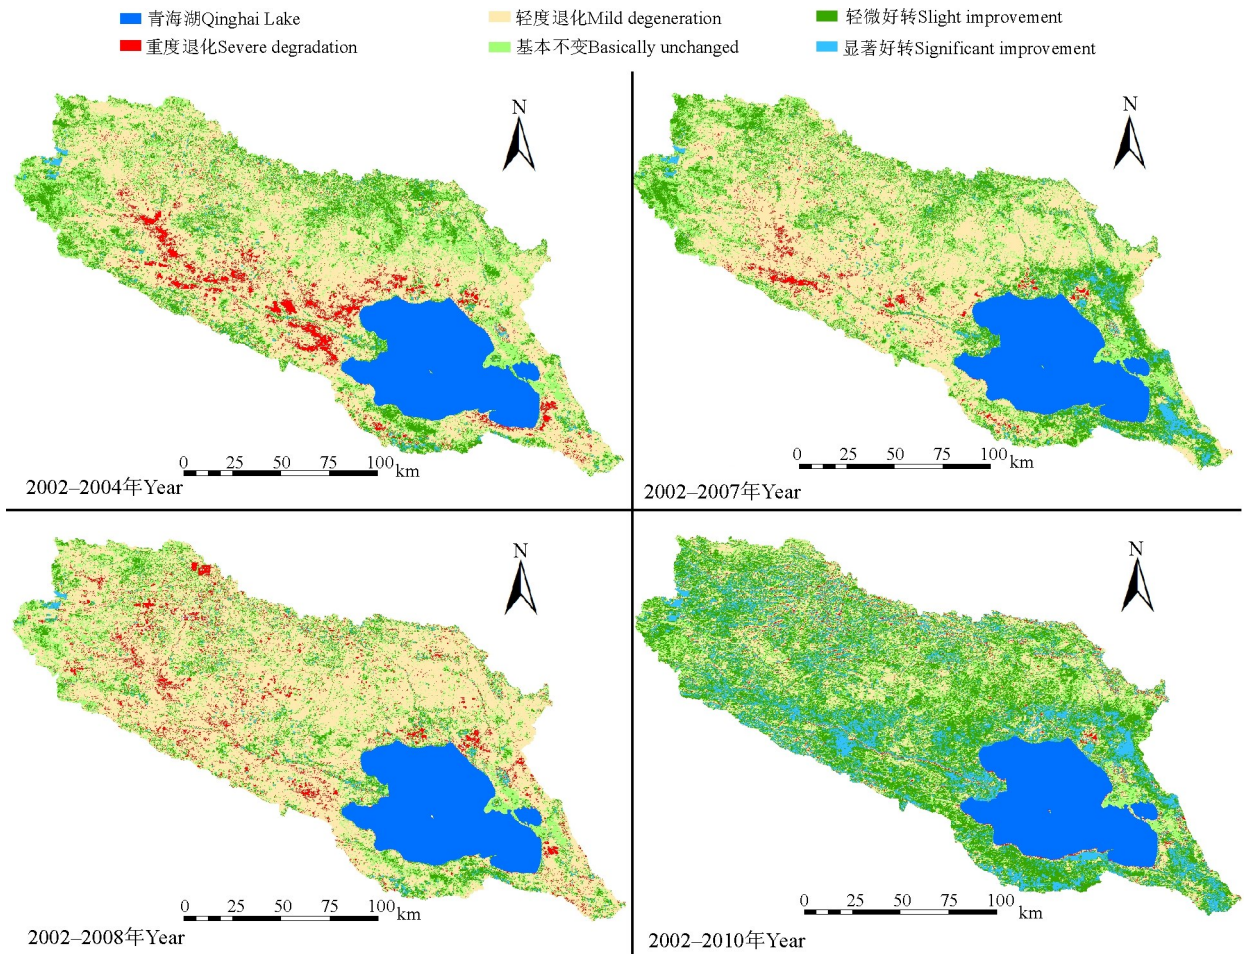 青海湖Qinghai Lake
轻度退化Mild degeneration
轻微好转Slight improvement
重度退化Severe degradation
基本不变Basically unchanged
显著好转Significant improvement
N
0 25 50 75 100 km
2002–2004年Year
N
0 25 50 75 100 km
2002–2007年Year
N
0 25 50 75 100 km
2002–2008年Year
N
0 25 50 75 100 km
2002–2010年Year